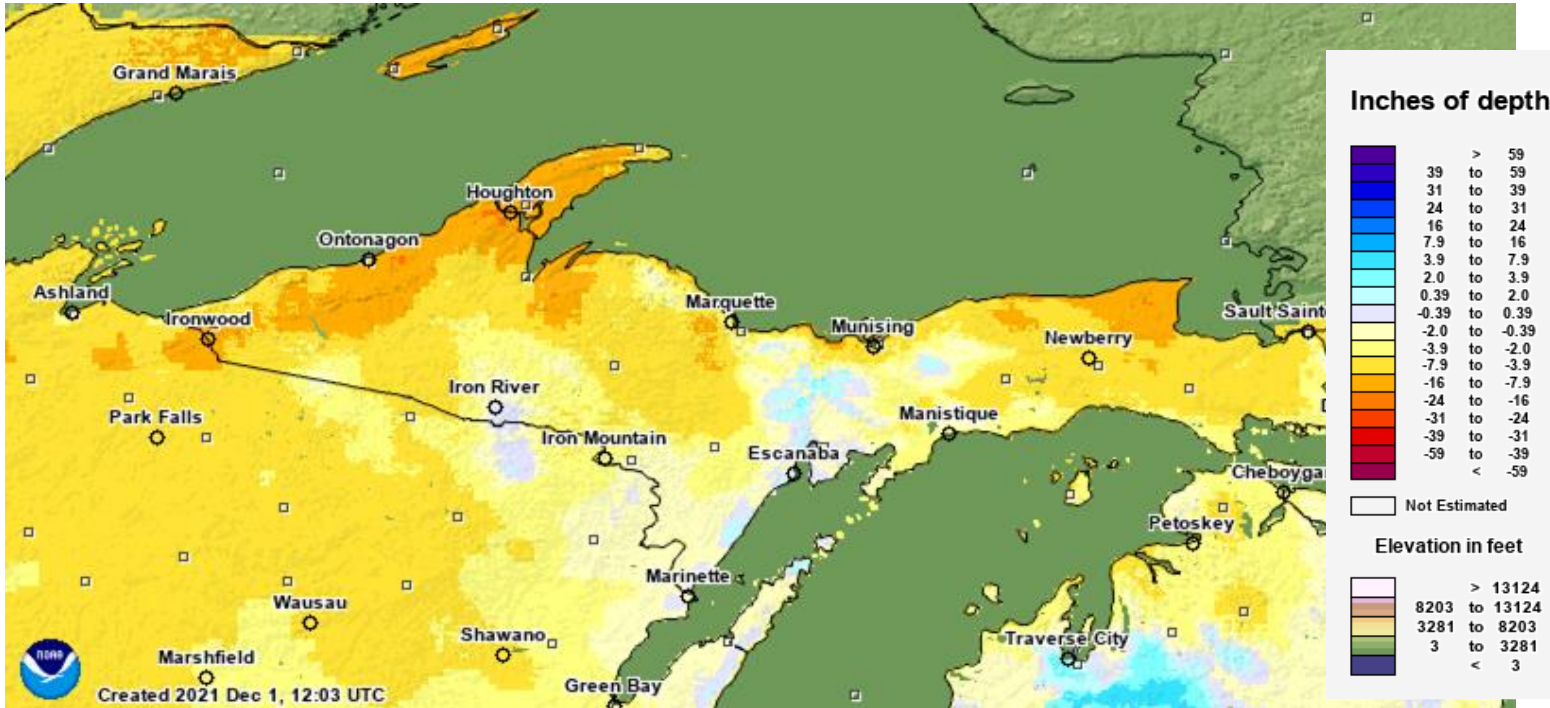 Grand Marais
Houghton
Ontonagon
Ashland
Ironwood
Marquette
Munising
Newberry
Sault Sainte
Iron River
Park Falls
Iron Mountain
Manistique
Escanaba
Cheboygan
Petoskey
Marinette
Wausau
Shawano
Traverse City
Marshfield
Green Bay
NOAA
Created 2021 Dec 1, 12:03 UTC
Inches of depth
> 59
39 to 59
31 to 39
24 to 31
16 to 24
7.9 to 16
3.9 to 7.9
2.0 to 3.9
0.39 to 2.0
-0.39 to 0.39
-2.0 to -0.39
-3.9 to -2.0
-7.9 to -3.9
-16 to -7.9
-24 to -16
-31 to -24
-39 to -31
-59 to -39
< -59
Not Estimated
Elevation in feet
> 13124
8203 to 13124
3281 to 8203
3 to 3281
< 3